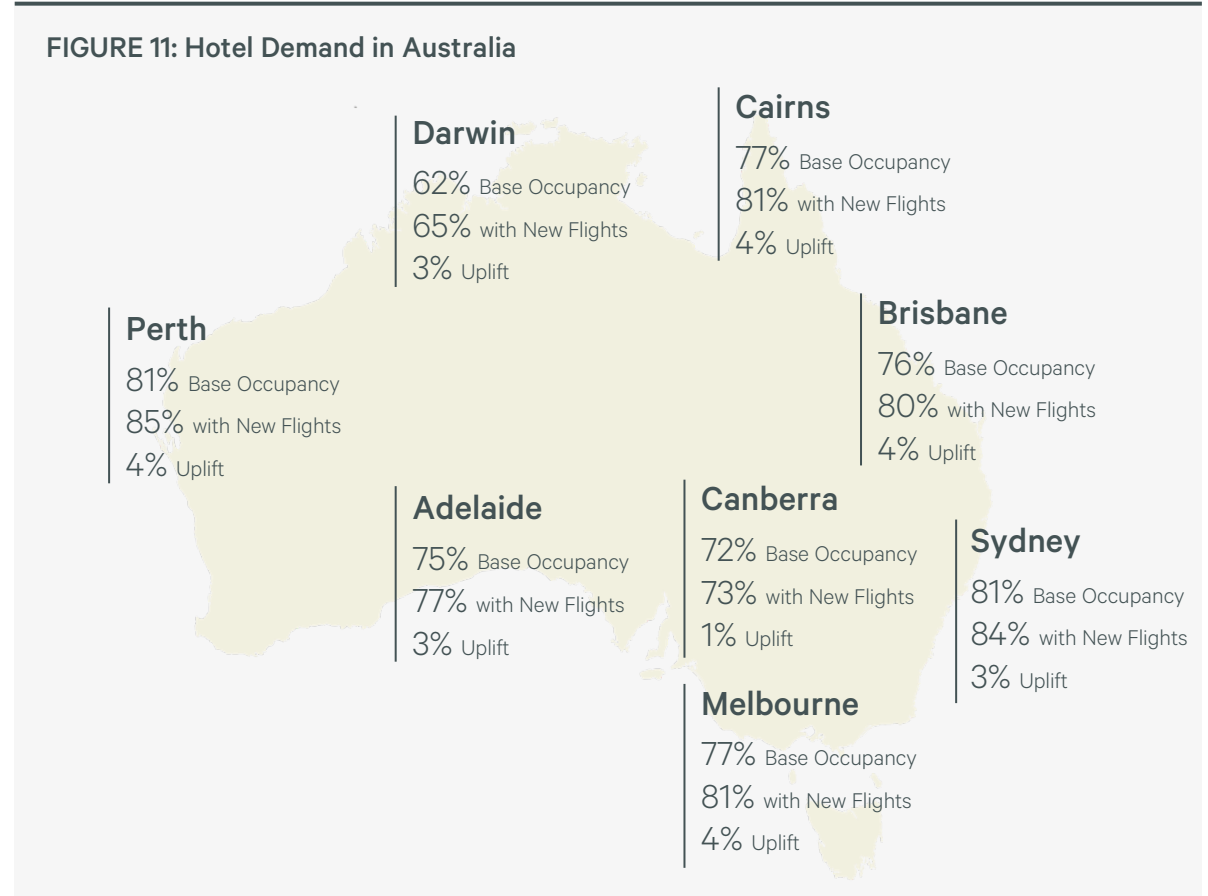 FIGURE 11: Hotel Demand in Australia
Darwin
62% Base Occupancy
65% with New Flights
3% Uplift
Cairns
77% Base Occupancy
81% with New Flights
4% Uplift
Perth
81% Base Occupancy
85% with New Flights
4% Uplift
Brisbane
76% Base Occupancy
80% with New Flights
4% Uplift
Adelaide
75% Base Occupancy
77% with New Flights
3% Uplift
Canberra
72% Base Occupancy
73% with New Flights
1% Uplift
Sydney
81% Base Occupancy
84% with New Flights
3% Uplift
Melbourne
77% Base Occupancy
81% with New Flights
4% Uplift